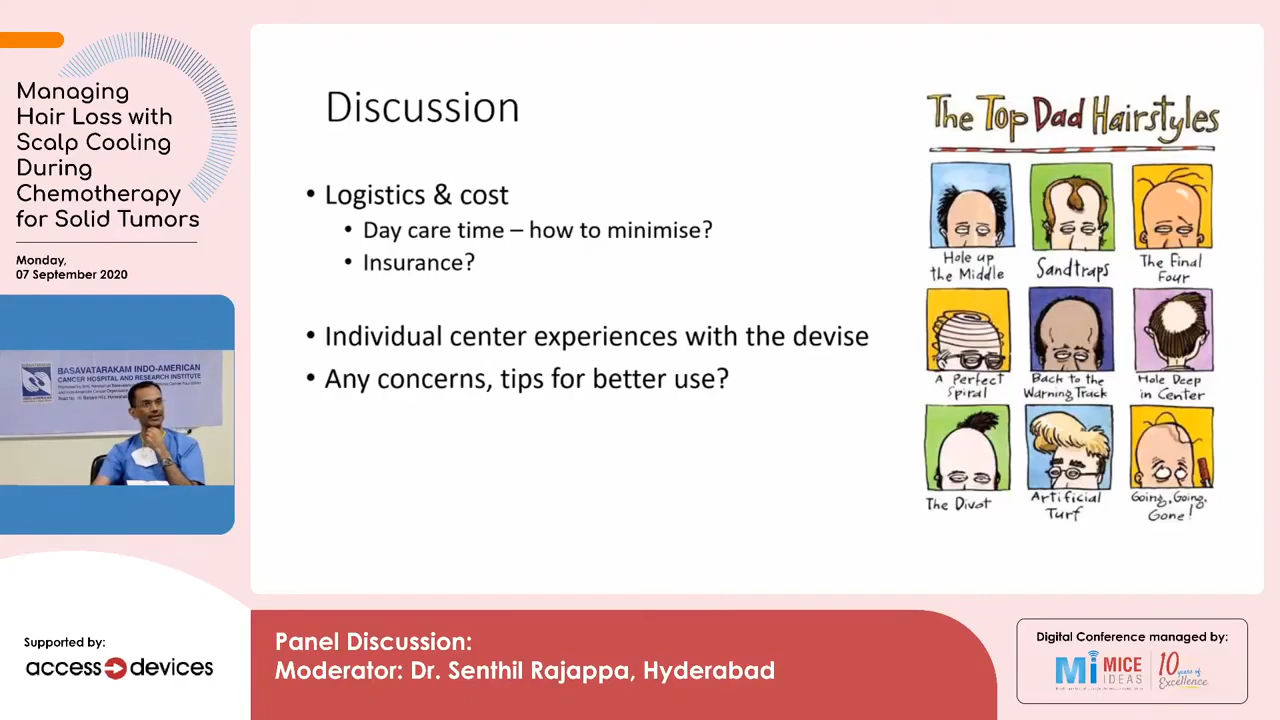 Managing
Hair Loss with
Scalp Cooling
During
Chemotherapy
for Solid Tumors
Monday,
07 September 2020
BASAVATARAKAM INDO-AMERICAN
CANCER HOSPITAL AND RESEARCH INSTITUTE
Supported by:
access devices
Discussion
• Logistics & cost
• Day care time – how to minimise?
• Insurance?
• Individual center experiences with the devise
• Any concerns, tips for better use?
The Top Dad Hairstyles
Hole up
the Middle
Sandtraps
The Final
Four
A Perfect
Spiral
Back to the
Warning Track
Hole Deep
in Center
The Divot
Artificial
Turf
Going, Going,
Gone!
Panel Discussion:
Moderator: Dr. Senthil Rajappa, Hyderabad
Digital Conference managed by:
Mi MICE
IDEAS
10 years of
Excellence